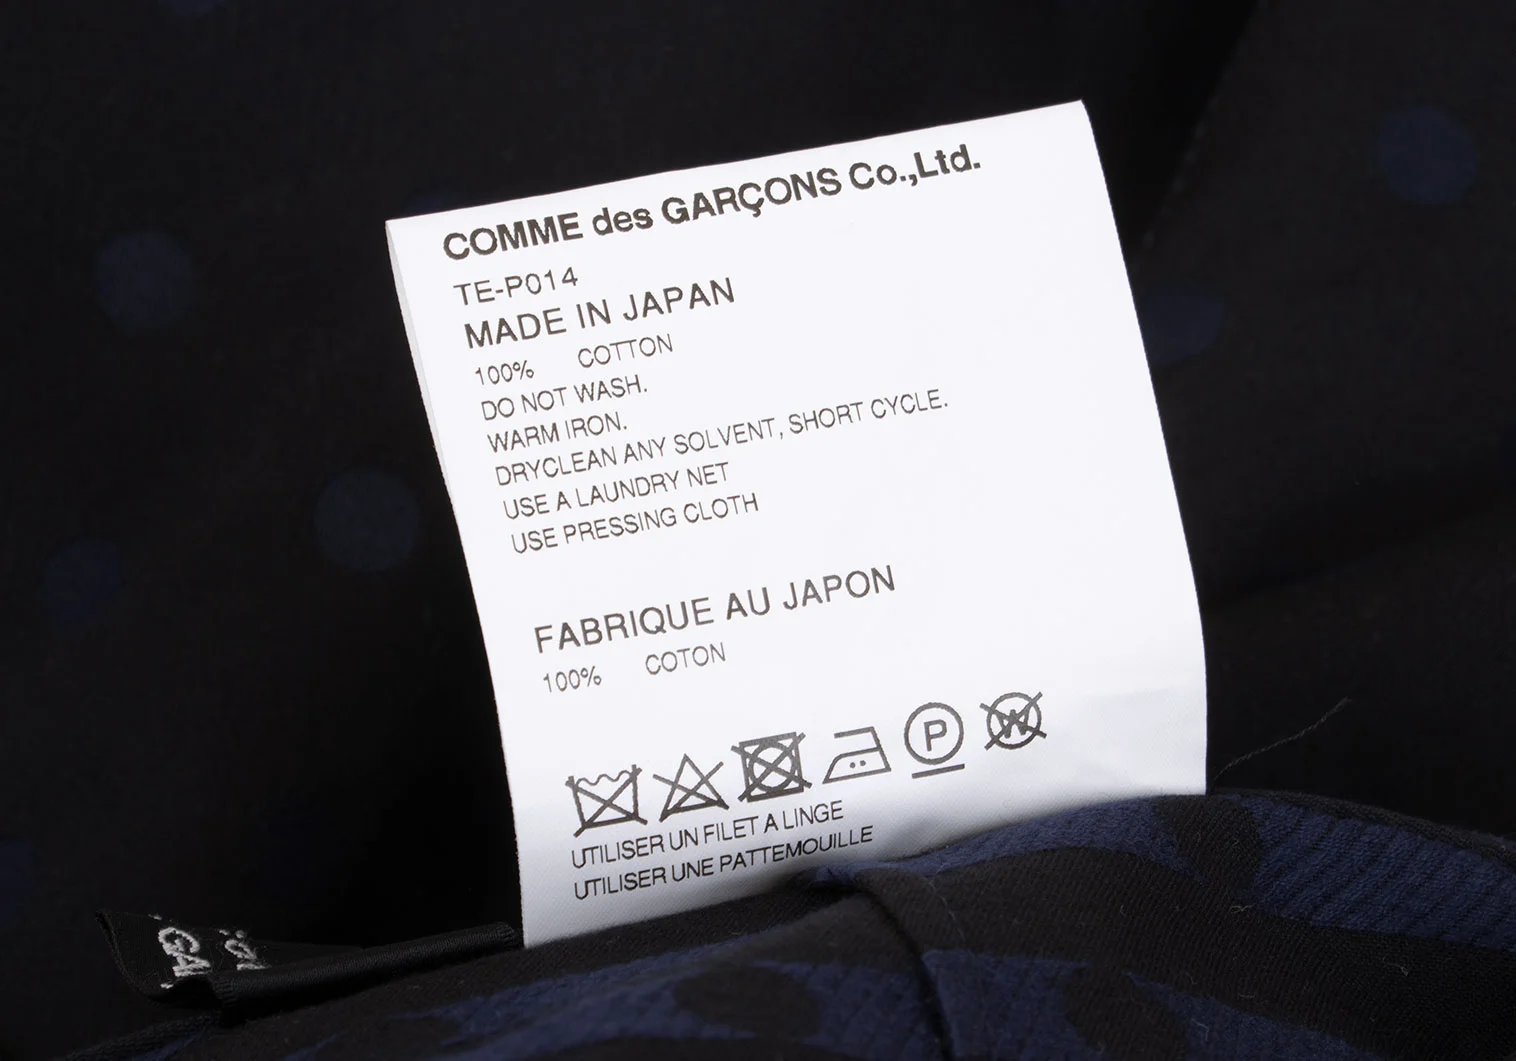 COMME des GARÇONS Co.,Ltd.
TE-P014
MADE IN JAPAN
100% COTTON
DO NOT WASH.
WARM IRON.
DRYCLEAN ANY SOLVENT, SHORT CYCLE.
USE A LAUNDRY NET
USE PRESSING CLOTH
FABRIQUE AU JAPON
100% COTON
P W
UTILISER UN FILET A LINGE
UTILISER UNE PATTEMOUILLE